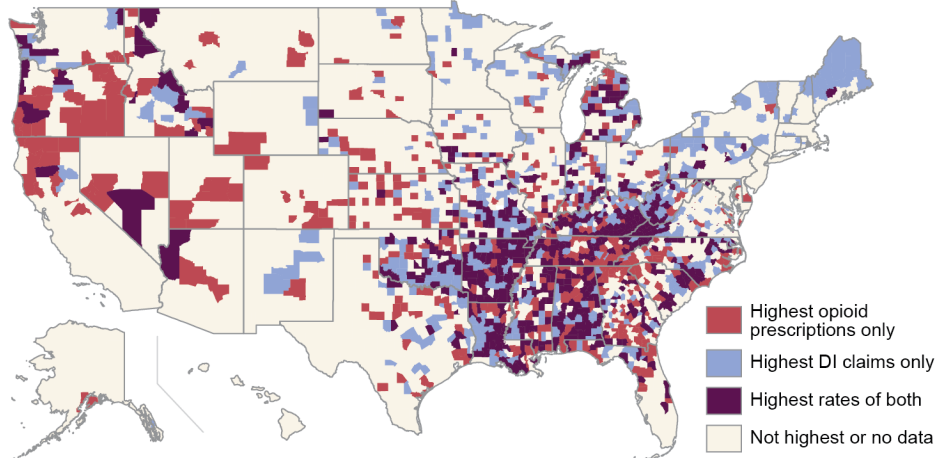 Highest opioid
prescriptions only
Highest DI claims only
Highest rates of both
Not highest or no data